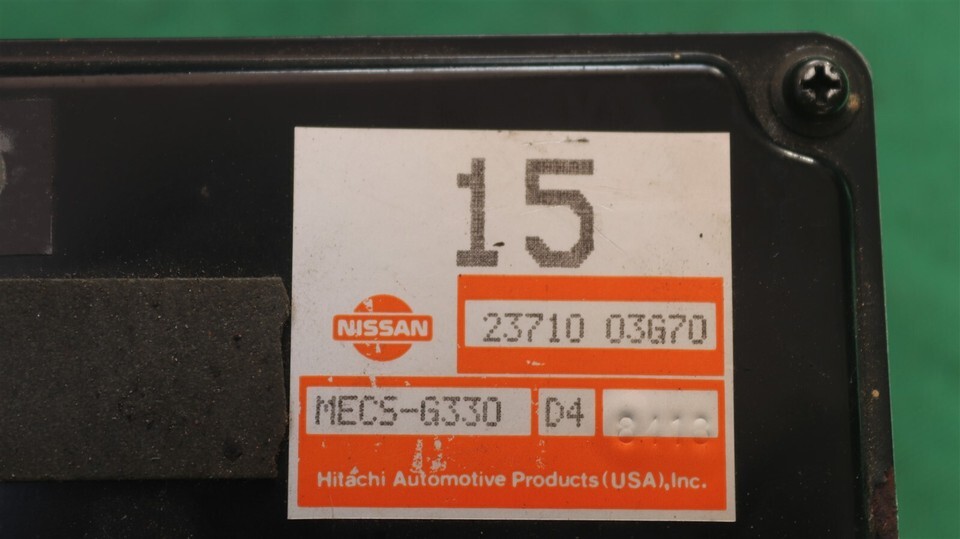 15
NISSAN
23710 03G70
MECS-G330 D4
Hitachi Automotive Products (USA), Inc.